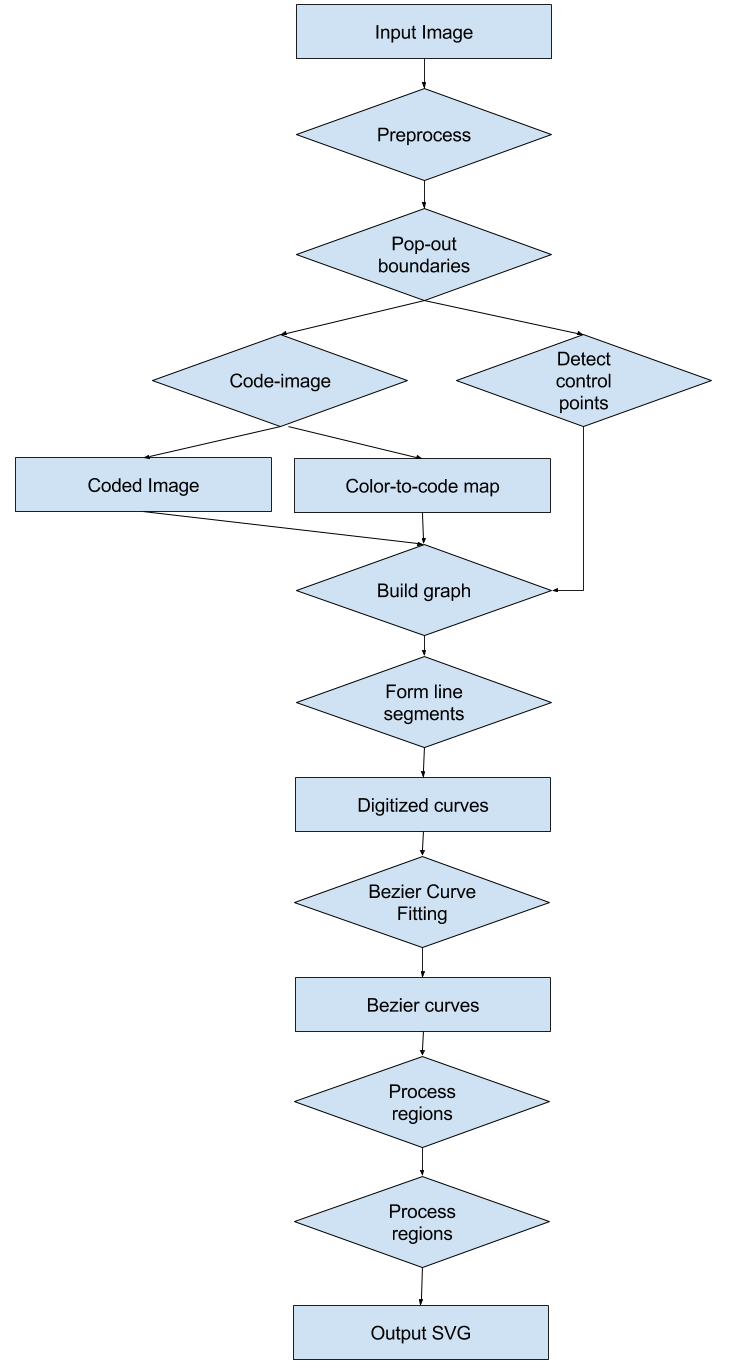 Input Image
Preprocess
Pop-out
boundaries
Code-image
Detect
control
points
Coded Image
Color-to-code map
Build graph
Form line
segments
Digitized curves
Bezier Curve
Fitting
Bezier curves
Process
regions
Process
regions
Output SVG